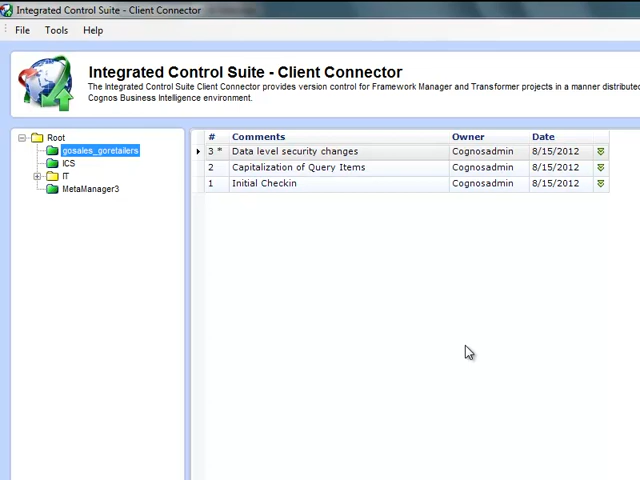 Integrated Control Suite - Client Connector
File Tools Help
Integrated Control Suite - Client Connector
The Integrated Control Suite Client Connector provides version control for Framework Manager and Transformer projects in a manner distributed
Cognos Business Intelligence environment.
Root
gosales_goretailers
ICS
IT
MetaManager3
# Comments Owner Date
3 * Data level security changes Cognosadmin 8/15/2012
2 Capitalization of Query Items Cognosadmin 8/15/2012
1 Initial Checkin Cognosadmin 8/15/2012